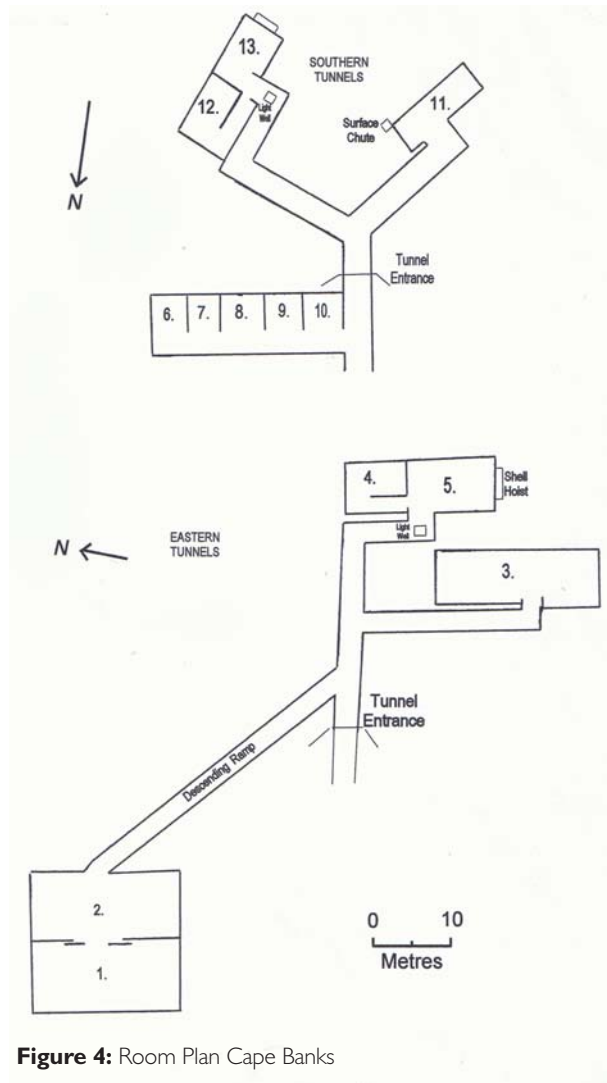 13.
SOUTHERN
TUNNELS
12.
Light
Well
11.
Surface
Chute
N
Tunnel
Entrance
6. 7. 8. 9. 10.
4.
5.
Shell
Hoist
N
EASTERN
TUNNELS
Light
Well
3.
Tunnel
Entrance
Descending Ramp
2.
1.
0 10
Metres
Figure 4: Room Plan Cape Banks